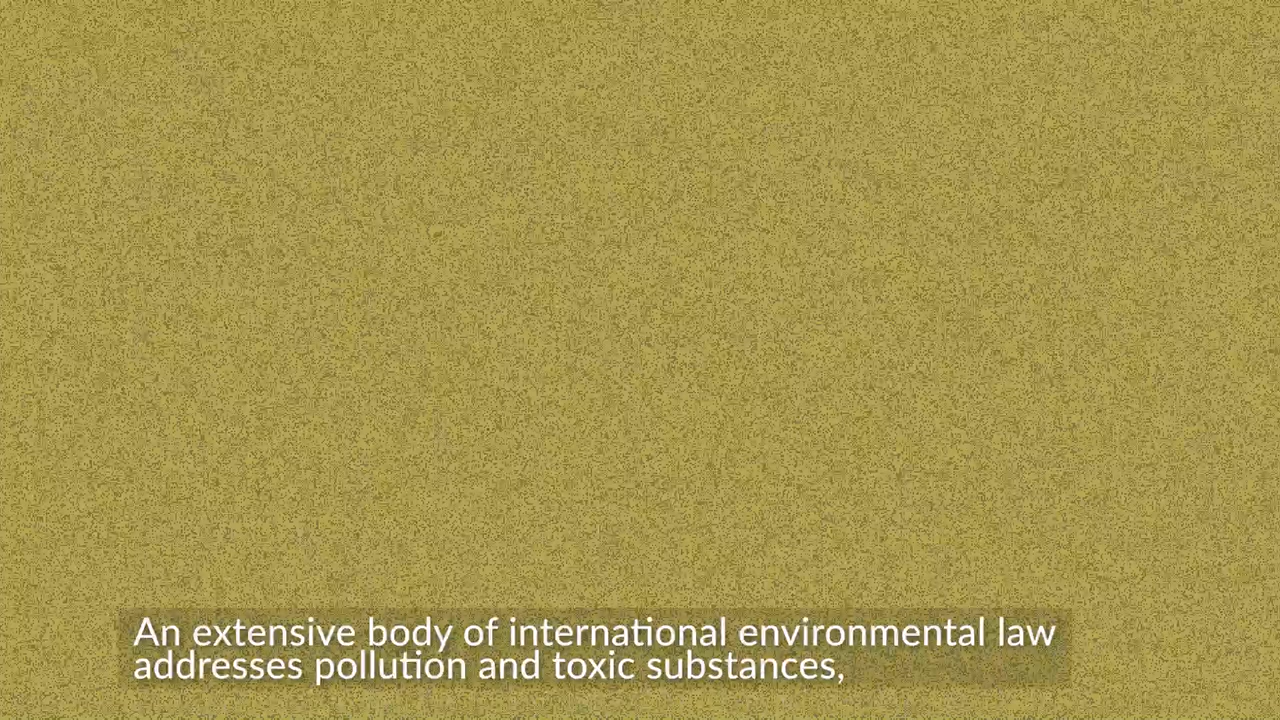 An extensive body of international environmental law
addresses pollution and toxic substances,